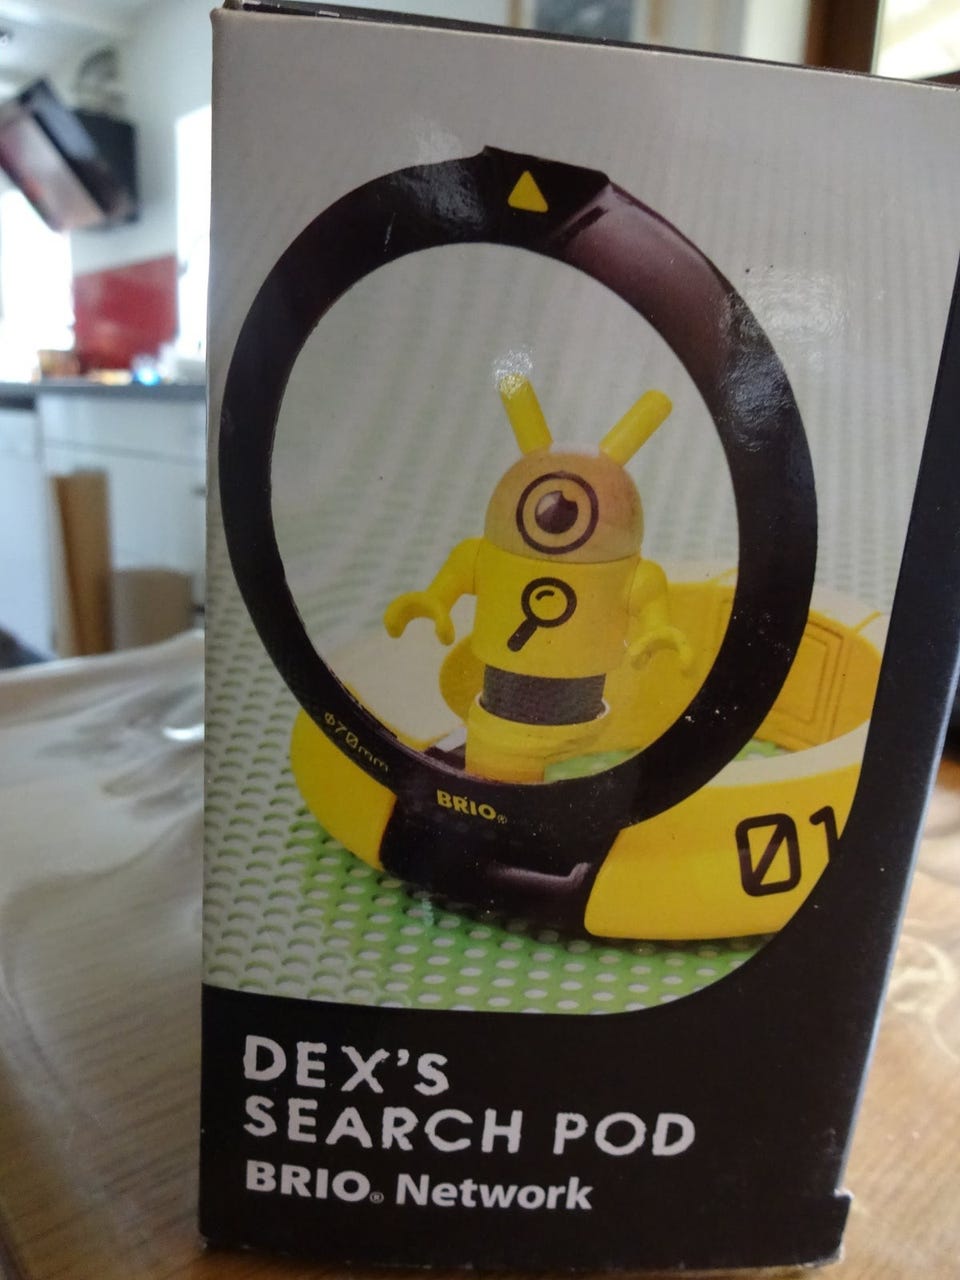 Ø70mm
BRIO®
01
DEX'S
SEARCH POD
BRIO® Network